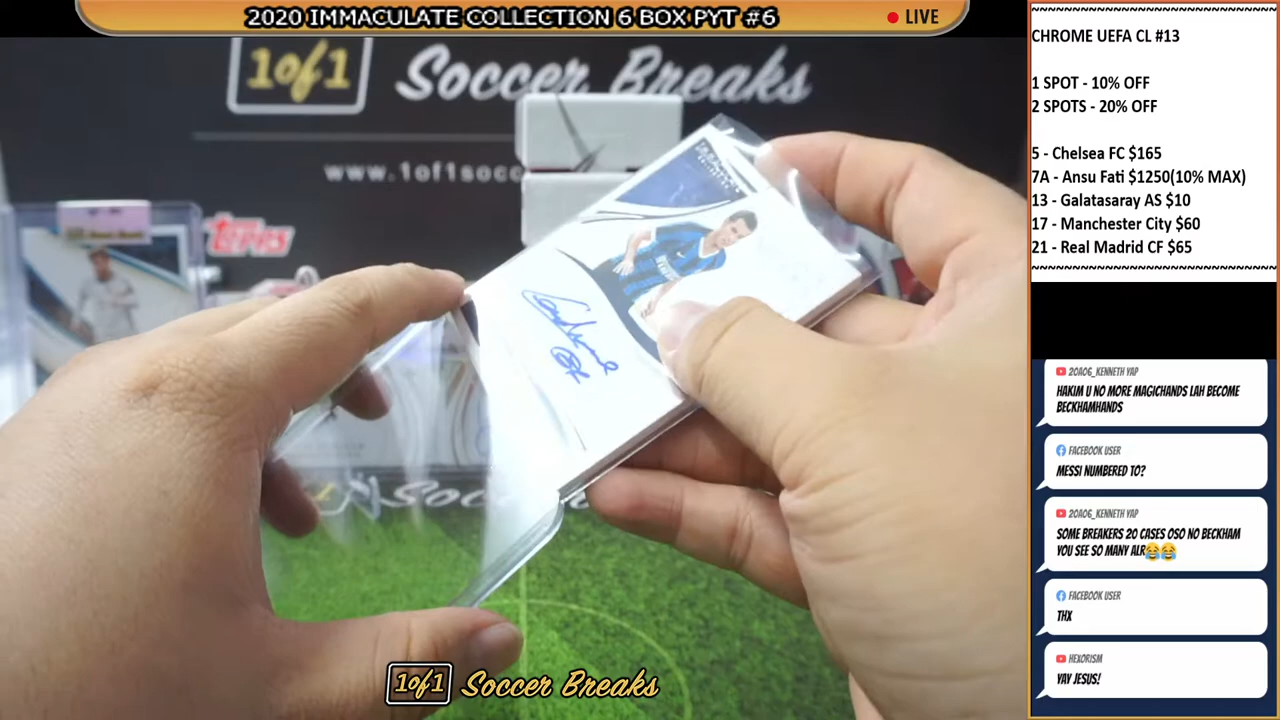 2020 IMMACULATE COLLECTION 6 BOX PYT #6
LIVE
1of1 Soccer Breaks
www.1of1socc
Topps
1of1 Soccer Breaks
CHROME UEFA CL #13
1 SPOT - 10% OFF
2 SPOTS - 20% OFF
5 - Chelsea FC $165
7A - Ansu Fati $1250(10% MAX)
13 - Galatasaray AS $10
17 - Manchester City $60
21 - Real Madrid CF $65
20A06_KENNETH YAP
HAKIM U NO MORE MAGICHANDS LAH BECOME
BECKHAMHANDS
FACEBOOK USER
MESSI NUMBERED TO?
20A06_KENNETH YAP
SOME BREAKERS 20 CASES OSO NO BECKHAM
YOU SEE SO MANY ALR😂😂
FACEBOOK USER
THX
HEXORISM
YAY JESUS!